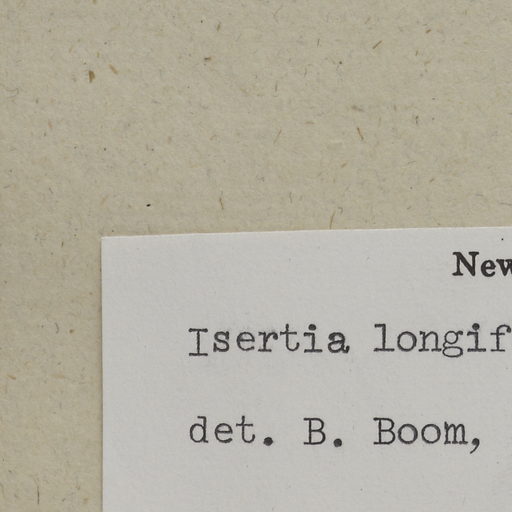 New
Isertia longif
det. B. Boom,